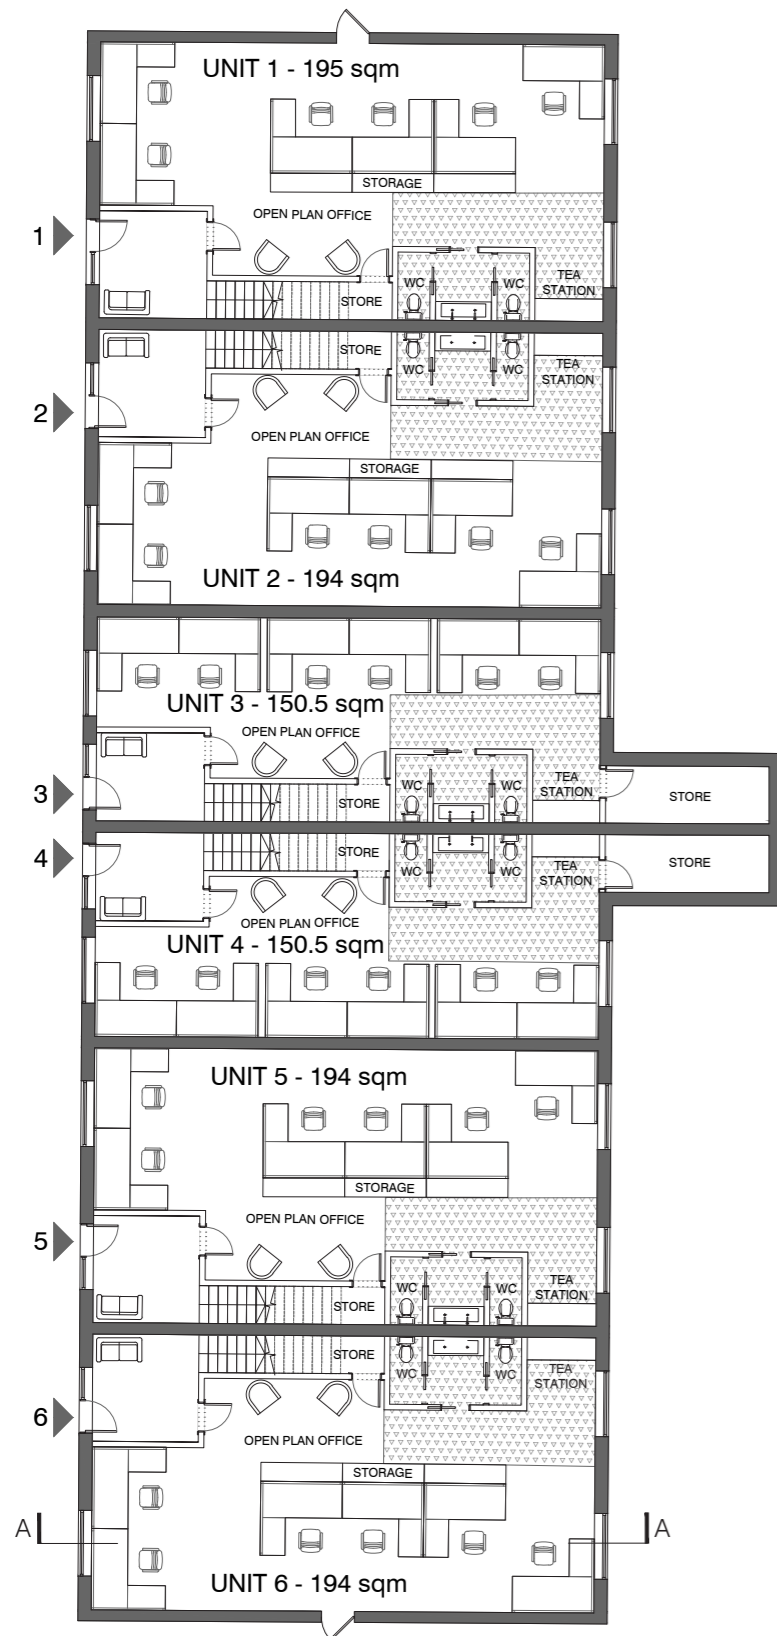 UNIT 1 - 195 sqm
STORAGE
OPEN PLAN OFFICE
1
WC
WC
TEA
STATION
STORE
STORE
WC
WC
TEA
STATION
2
OPEN PLAN OFFICE
STORAGE
UNIT 2 - 194 sqm
UNIT 3 - 150.5 sqm
OPEN PLAN OFFICE
3
WC
WC
TEA
STATION
STORE
STORE
4
STORE
STORE
WC
WC
TEA
STATION
OPEN PLAN OFFICE
UNIT 4 - 150.5 sqm
UNIT 5 - 194 sqm
STORAGE
OPEN PLAN OFFICE
5
WC
WC
TEA
STATION
STORE
STORE
WC
WC
TEA
STATION
6
OPEN PLAN OFFICE
STORAGE
A
A
UNIT 6 - 194 sqm